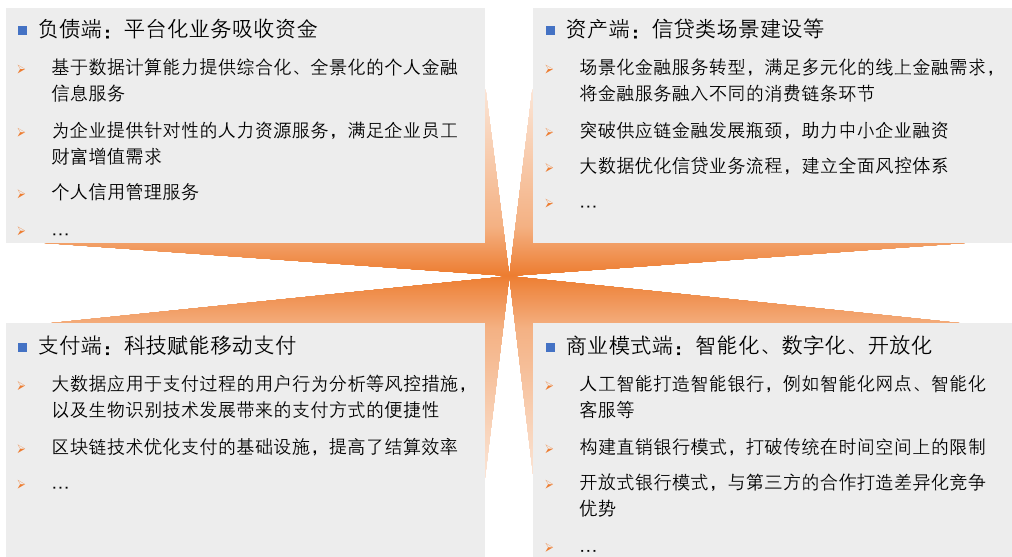 负债端：平台化业务吸收资金
基于数据计算能力提供综合化、全景化的个人金融
信息服务
为企业提供针对性的人力资源服务，满足企业员工
财富增值需求
个人信用管理服务
…
资产端：信贷类场景建设等
场景化金融服务转型，满足多元化的线上金融需求，
将金融服务融入不同的消费链条环节
突破供应链金融发展瓶颈，助力中小企业融资
大数据优化信贷业务流程，建立全面风控体系
…
支付端：科技赋能移动支付
大数据应用于支付过程的用户行为分析等风控措施，
以及生物识别技术发展带来的支付方式的便捷性
区块链技术优化支付的基础设施，提高了结算效率
…
商业模式端：智能化、数字化、开放化
人工智能打造智能银行，例如智能化网点、智能化
客服等
构建直销银行模式，打破传统在时间空间上的限制
开放式银行模式，与第三方的合作打造差异化竞争
优势
…